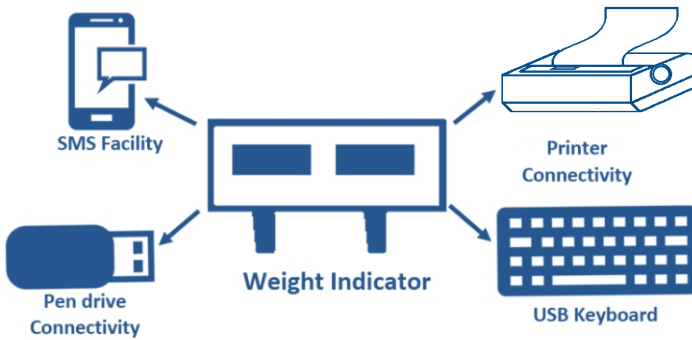 SMS Facility
Printer
Connectivity
Weight Indicator
Pen drive
Connectivity
USB Keyboard